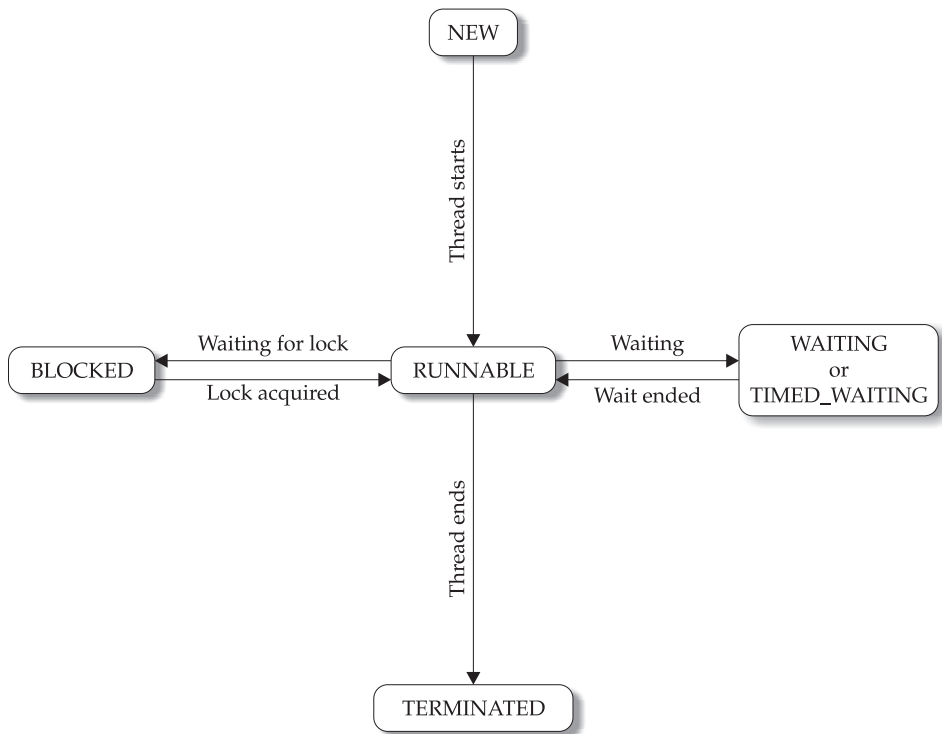 NEW
Thread starts
Waiting for lock
Waiting
BLOCKED
RUNNABLE
WAITING
or
TIMED_WAITING
Lock acquired
Wait ended
Thread ends
TERMINATED